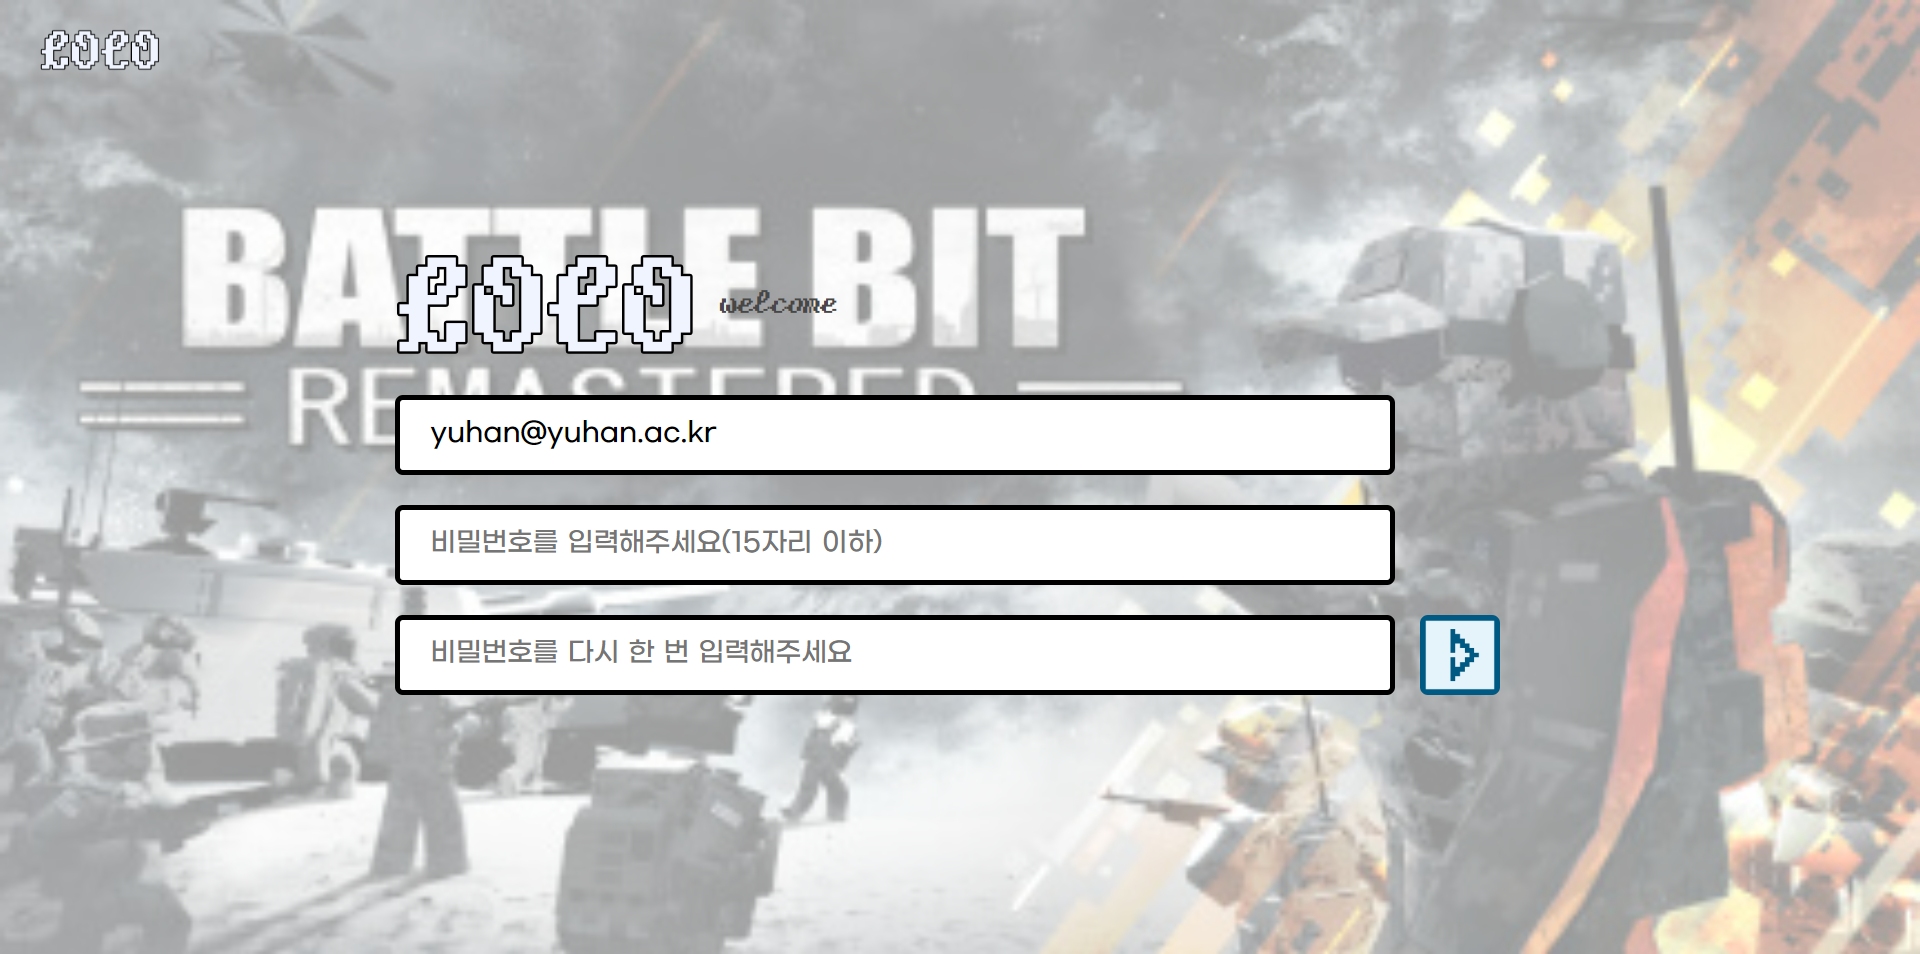 BATTLE BIT
welcome
REMASTERED
yuhan@yuhan.ac.kr
비밀번호를 입력해주세요(15자리 이하)
비밀번호를 다시 한 번 입력해주세요